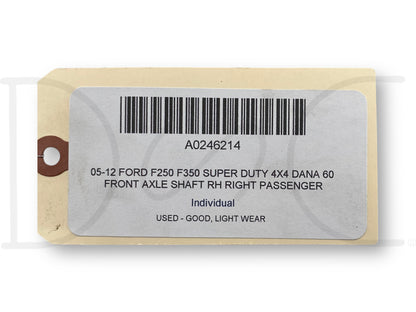 A0246214
05-12 FORD F250 F350 SUPER DUTY 4X4 DANA 60
FRONT AXLE SHAFT RH RIGHT PASSENGER
Individual
USED - GOOD, LIGHT WEAR